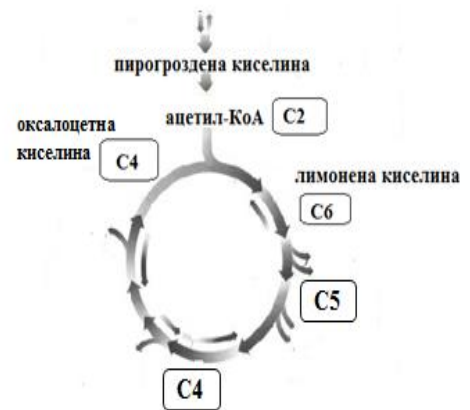 пирогроздена киселина
ацетил-КоА
C2
оксалоцетна
киселина
C4
лимонена киселина
C6
C5
C4